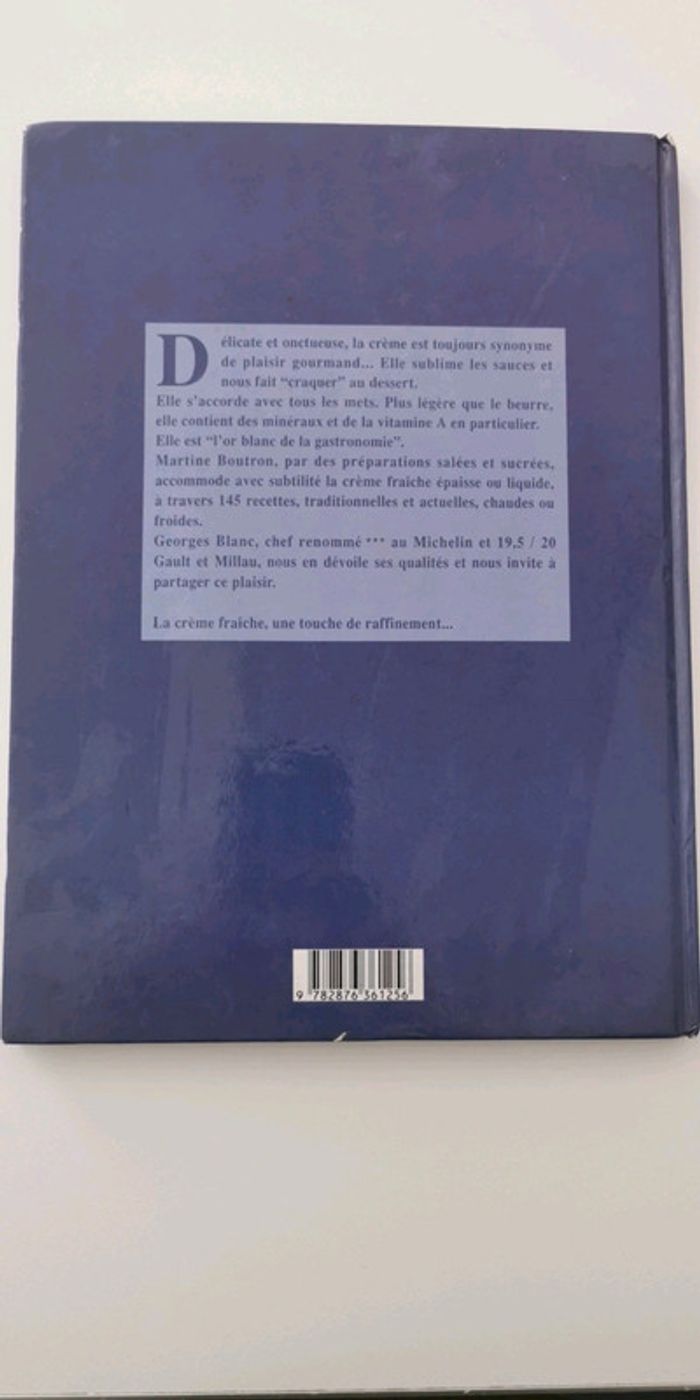 Délicate et onctueuse, la crème est toujours synonyme
de plaisir gourmand... Elle sublime les sauces et
nous fait “craquer” au dessert.
Elle s'accorde avec tous les mets. Plus légère que le beurre,
elle contient des minéraux et de la vitamine A en particulier.
Elle est “l'or blanc de la gastronomie”.
Martine Boutron, par des préparations salées et sucrées,
accommode avec subtilité la crème fraîche épaisse ou liquide,
à travers 145 recettes, traditionnelles et actuelles, chaudes ou
froides.
Georges Blanc, chef renommé *** au Michelin et 19,5 / 20
Gault et Millau, nous en dévoile ses qualités et nous invite à
partager ce plaisir.
La crème fraîche, une touche de raffinement...
9 782876 361256